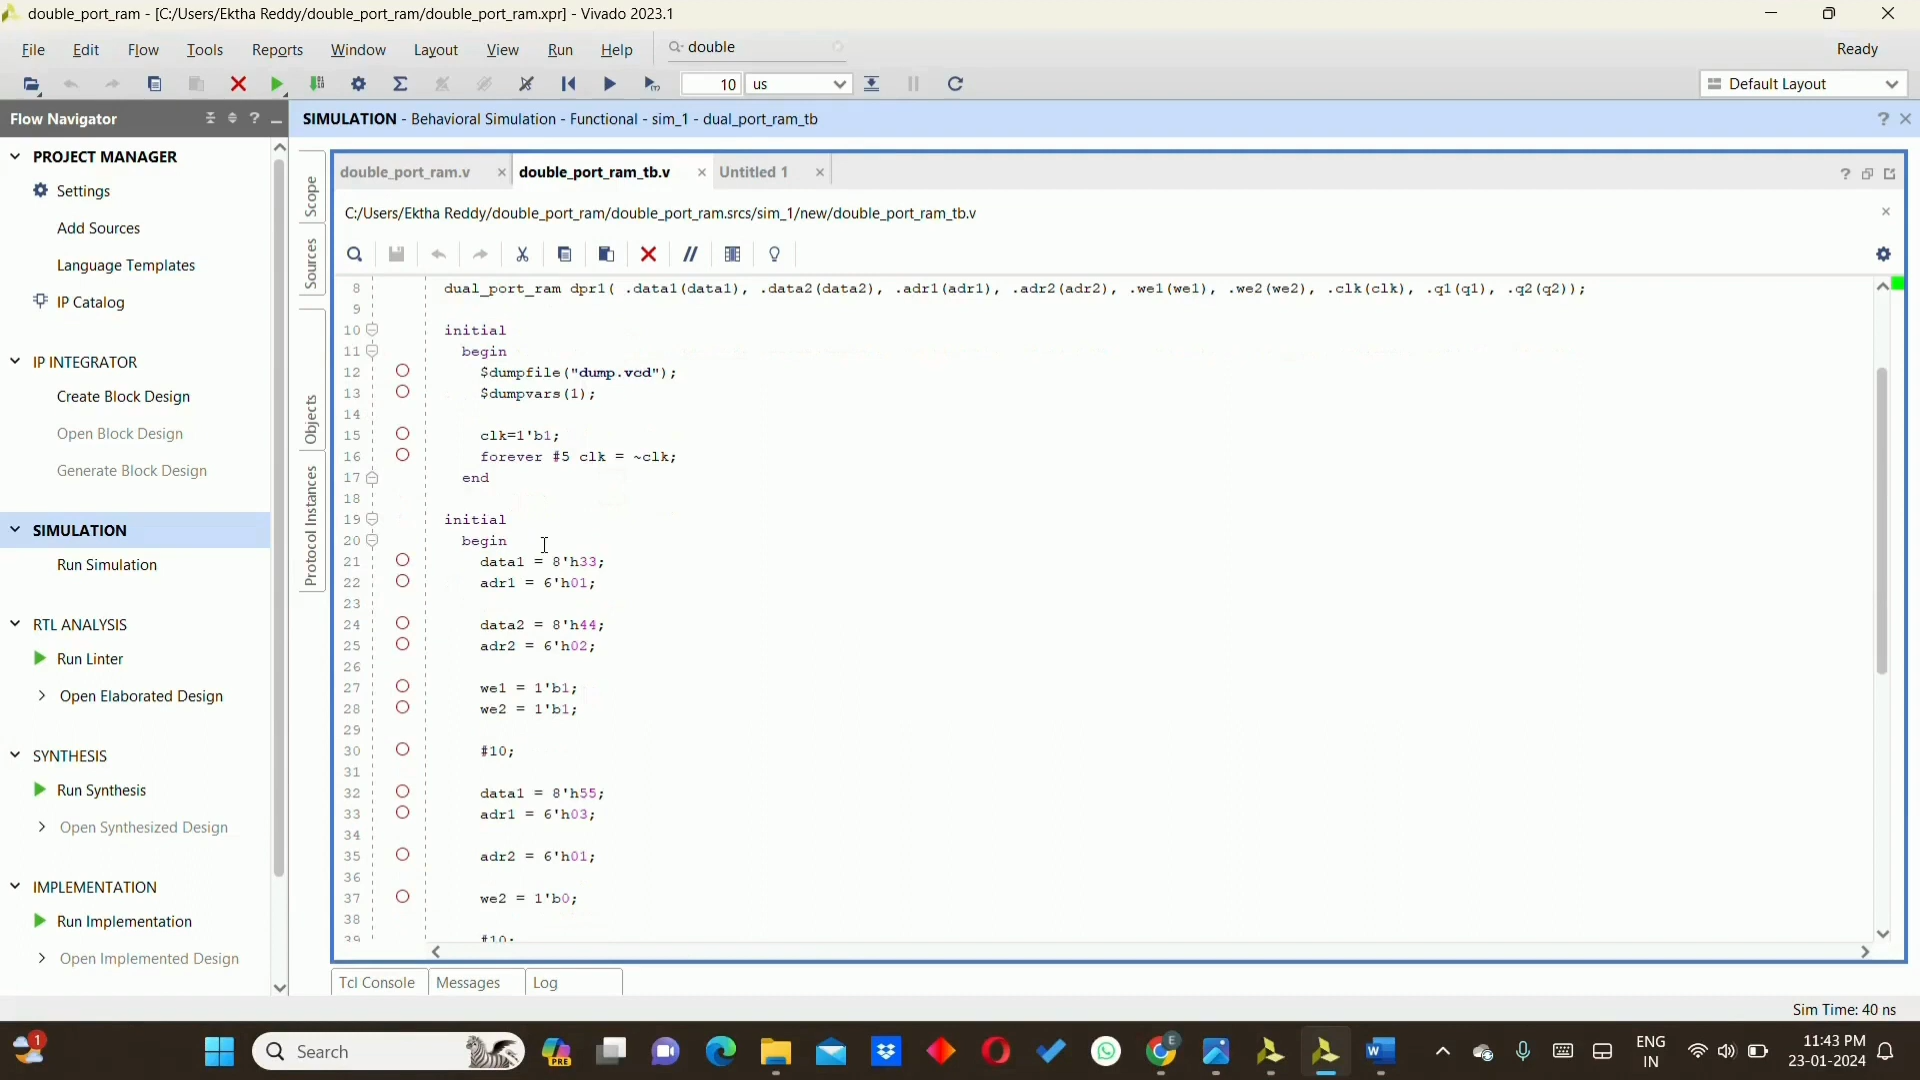 double_port_ram - [C:/Users/Ektha Reddy/double_port_ram/double_port_ram.xpr] - Vivado 2023.1
File Edit Flow Tools Reports Window Layout View Run Help double Ready
10 us Default Layout
Flow Navigator
SIMULATION - Behavioral Simulation - Functional - sim_1 - dual_port_ram_tb
PROJECT MANAGER
Settings
Add Sources
Language Templates
IP Catalog
IP INTEGRATOR
Create Block Design
Open Block Design
Generate Block Design
SIMULATION
Run Simulation
RTL ANALYSIS
Run Linter
Open Elaborated Design
SYNTHESIS
Run Synthesis
Open Synthesized Design
IMPLEMENTATION
Run Implementation
Open Implemented Design
Scope
Sources
Objects
Protocol Instances
double_port_ram.v double_port_ram_tb.v Untitled 1
C:/Users/Ektha Reddy/double_port_ram/double_port_ram.srcs/sim_1/new/double_port_ram_tb.v
8 dual_port_ram dpr1( .data1(data1), .data2(data2), .adr1(adr1), .adr2(adr2), .we1(we1), .we2(we2), .clk(clk), .q1(q1), .q2(q2));
9
10 initial
11 begin
12 $dumpfile("dump.vcd");
13 $dumpvars(1);
14
15 clk=1'b1;
16 forever #5 clk = ~clk;
17 end
18
19 initial
20 begin
21 data1 = 8'h33;
22 adr1 = 6'h01;
23
24 data2 = 8'h44;
25 adr2 = 6'h02;
26
27 we1 = 1'b1;
28 we2 = 1'b1;
29
30 #10;
31
32 data1 = 8'h55;
33 adr1 = 6'h03;
34
35 adr2 = 6'h01;
36
37 we2 = 1'b0;
38
39 #10;
Tcl Console Messages Log
Sim Time: 40 ns
1 Search PRE E ENG 11:43 PM
IN 23-01-2024